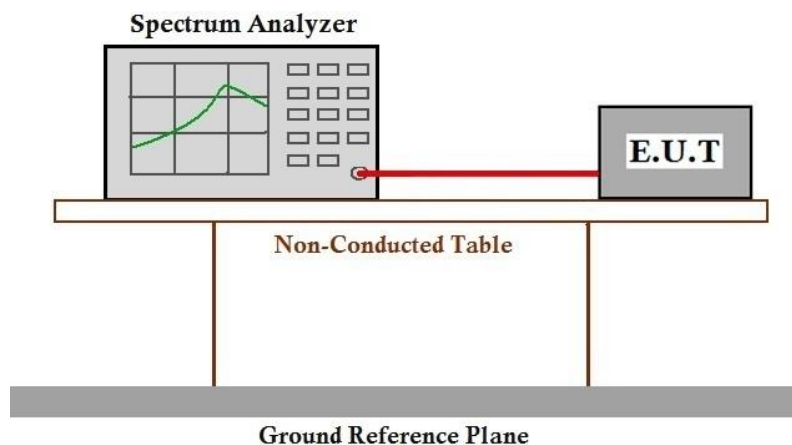 Spectrum Analyzer
E.U.T
Non-Conducted Table
Ground Reference Plane